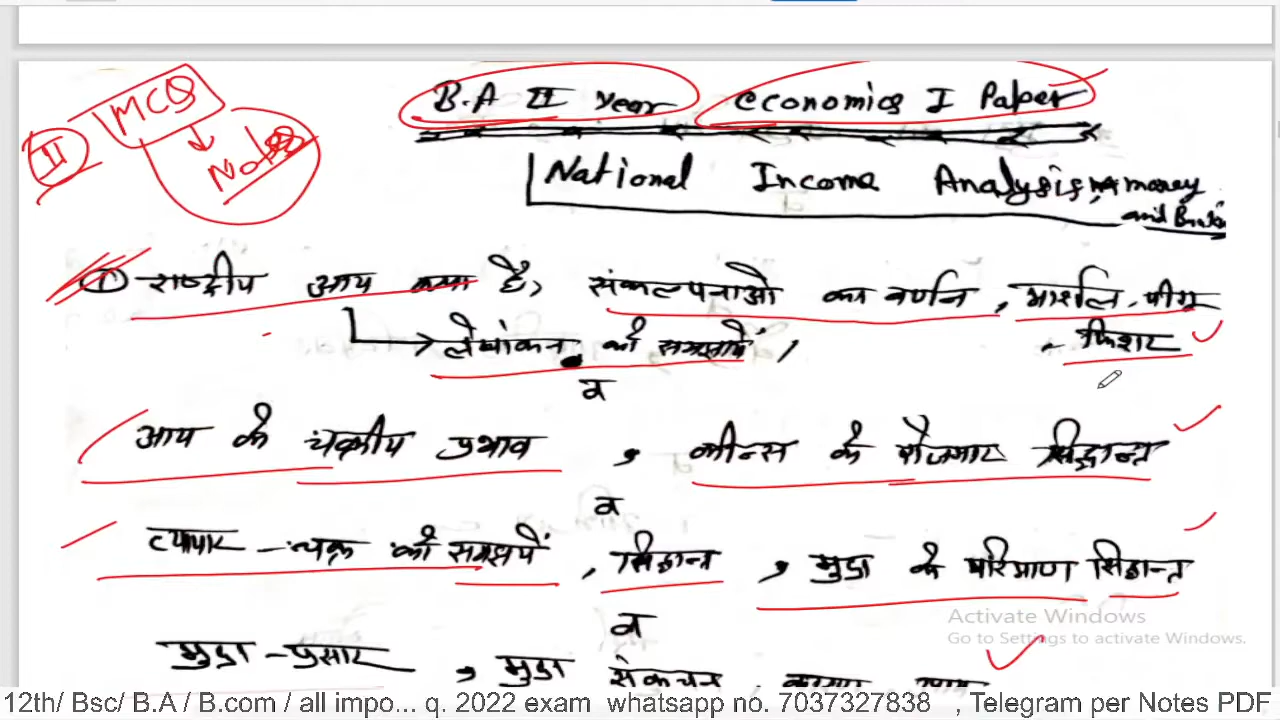 B.A II year economics I Paper
MCQ
II
Notes
National Income Analysis, money
and
① राष्ट्रीय आय क्या है, संकल्पनाओ का वर्णन, मार्शल, पीगू
- फिशर
लेखांकन की समस्यायें,
व
आय के चक्रीय प्रभाव, कीन्स के रोजगार सिद्धान्त
व
व्यापार-चक्र की समस्यायें, सिद्धान्त, मुद्रा के परिमाण सिद्धान्त
व
मुद्रा-प्रसार, मुद्रा संकुचन,
Activate Windows
Go to Settings to activate Windows.
12th/ Bsc/ B.A / B.com / all impo... q. 2022 exam whatsapp no. 7037327838 , Telegram per Notes PDF